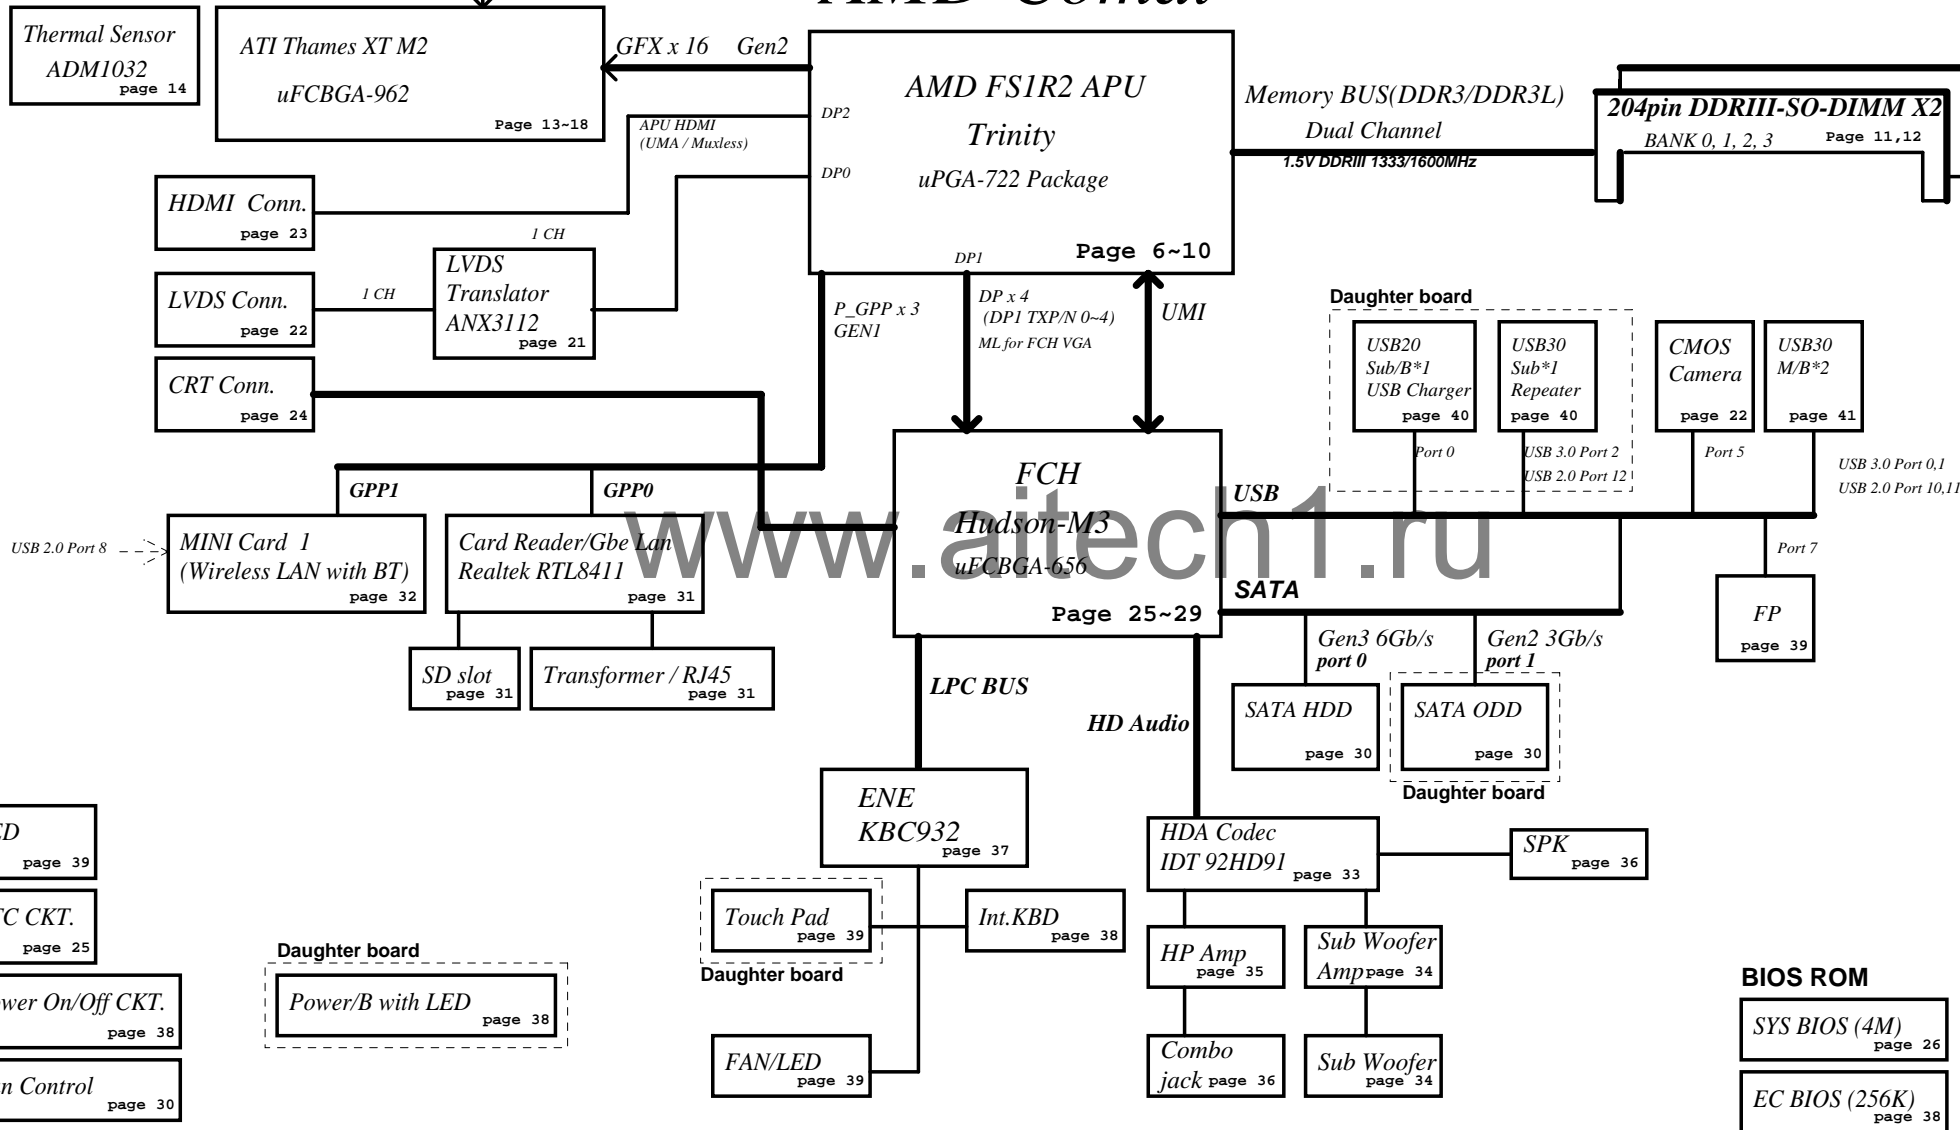 AMD Comal
Thermal Sensor
ADM1032
page 14
ATI Thames XT M2
uFCBGA-962
Page 13~18
GFX x 16 Gen2
APU HDMI
(UMA / Muxless)
DP2
DP0
AMD FS1R2 APU
Trinity
uPGA-722 Package
Page 6~10
DP1
Memory BUS(DDR3/DDR3L)
Dual Channel
1.5V DDRIII 1333/1600MHz
204pin DDRIII-SO-DIMM X2
BANK 0, 1, 2, 3 Page 11,12
HDMI Conn.
page 23
1 CH
LVDS Conn.
page 22
1 CH
LVDS
Translator
ANX3112
page 21
CRT Conn.
page 24
P_GPP x 3
GEN1
DP x 4
(DP1 TXP/N 0~4)
ML for FCH VGA
UMI
Daughter board
USB20
Sub/B*1
USB Charger
page 40
USB30
Sub*1
Repeater
page 40
CMOS
Camera
page 22
USB30
M/B*2
page 41
Port 0
USB 3.0 Port 2
USB 2.0 Port 12
Port 5
USB 3.0 Port 0,1
USB 2.0 Port 10,11
GPP1
GPP0
FCH
Hudson-M3
uFCBGA-656
Page 25~29
USB
SATA
www.aitech1.ru
USB 2.0 Port 8
MINI Card 1
(Wireless LAN with BT)
page 32
Card Reader/Gbe Lan
Realtek RTL8411
page 31
Port 7
FP
page 39
SD slot
page 31
Transformer / RJ45
page 31
Gen3 6Gb/s
port 0
Gen2 3Gb/s
port 1
LPC BUS
HD Audio
SATA HDD
page 30
SATA ODD
page 30
Daughter board
ENE
KBC932
page 37
HDA Codec
IDT 92HD91
page 33
SPK
page 36
ED
page 39
TC CKT.
page 25
Daughter board
Power/B with LED
page 38
wer On/Off CKT.
page 38
n Control
page 30
Touch Pad
page 39
Daughter board
Int.KBD
page 38
HP Amp
page 35
Sub Woofer
Amp page 34
FAN/LED
page 39
Combo
jack page 36
Sub Woofer
page 34
BIOS ROM
SYS BIOS (4M)
page 26
EC BIOS (256K)
page 38